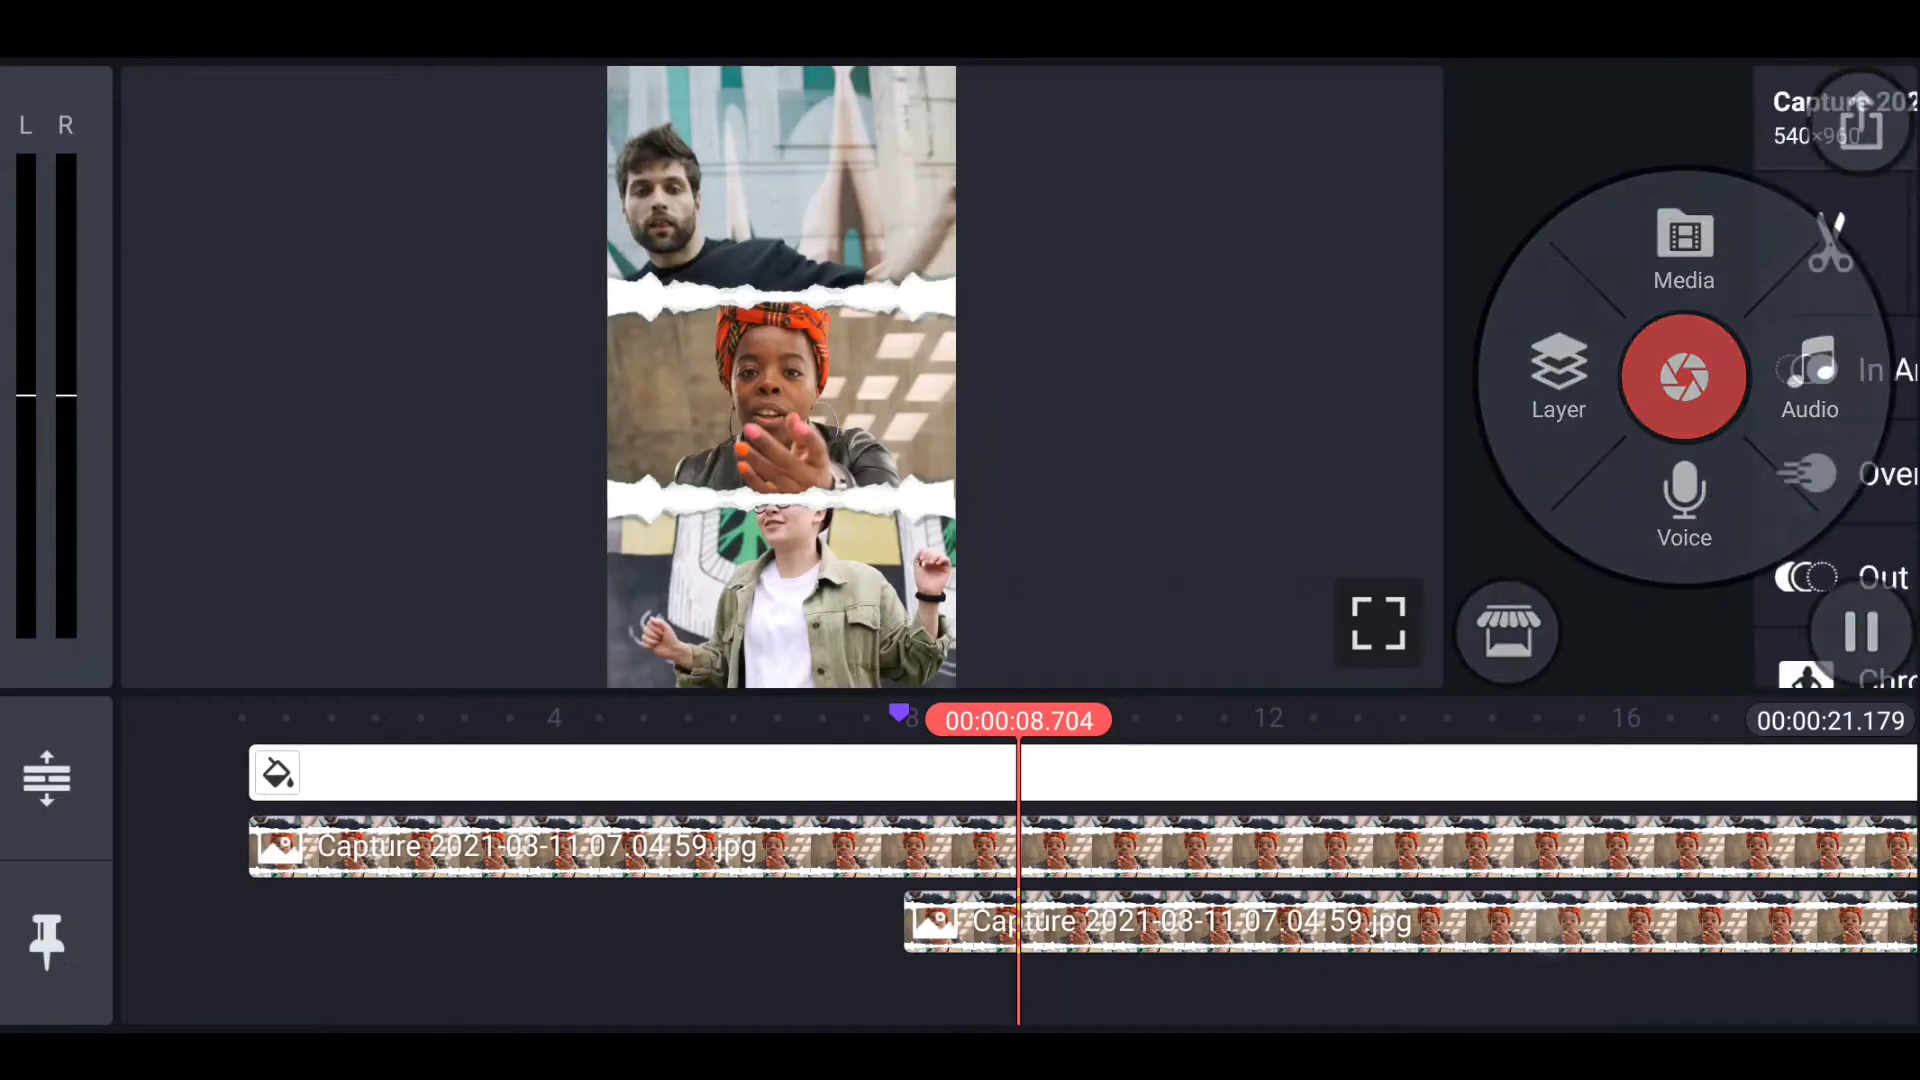 L R
Capture 202
540×960
Media
Layer
Audio
Voice
In A
Over
Out
Chro
4
8
00:00:08.704
12
16
00:00:21.179
Capture 2021-03-11.07.04.59.jpg
Capture 2021-03-11.07.04.59.jpg